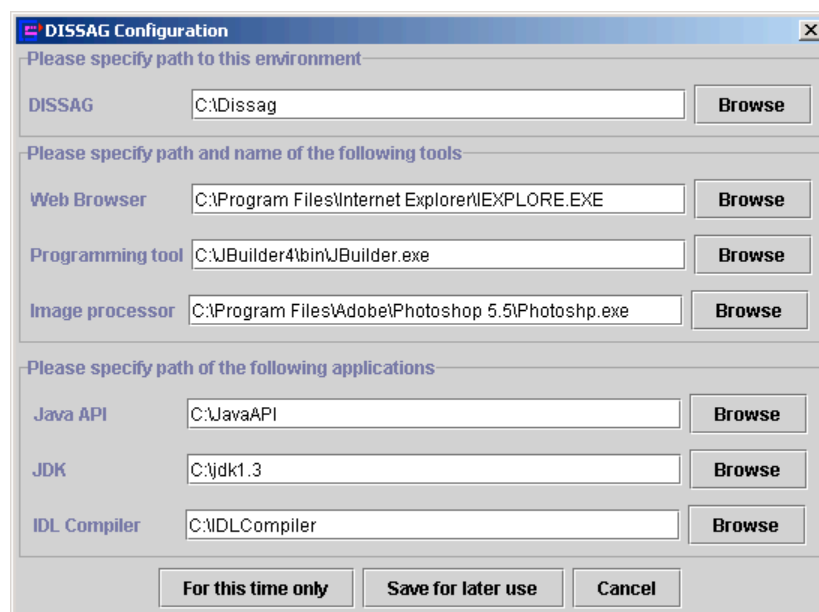 DISSAG Configuration
Please specify path to this environment
DISSAG C:\Dissag Browse
Please specify path and name of the following tools
Web Browser C:\Program Files\Internet Explorer\IEXPLORE.EXE Browse
Programming tool C:\JBuilder4\bin\JBuilder.exe Browse
Image processor C:\Program Files\Adobe\Photoshop 5.5\Photoshp.exe Browse
Please specify path of the following applications
Java API C:\JavaAPI Browse
JDK C:\jdk1.3 Browse
IDL Compiler C:\IDLCompiler Browse
For this time only Save for later use Cancel